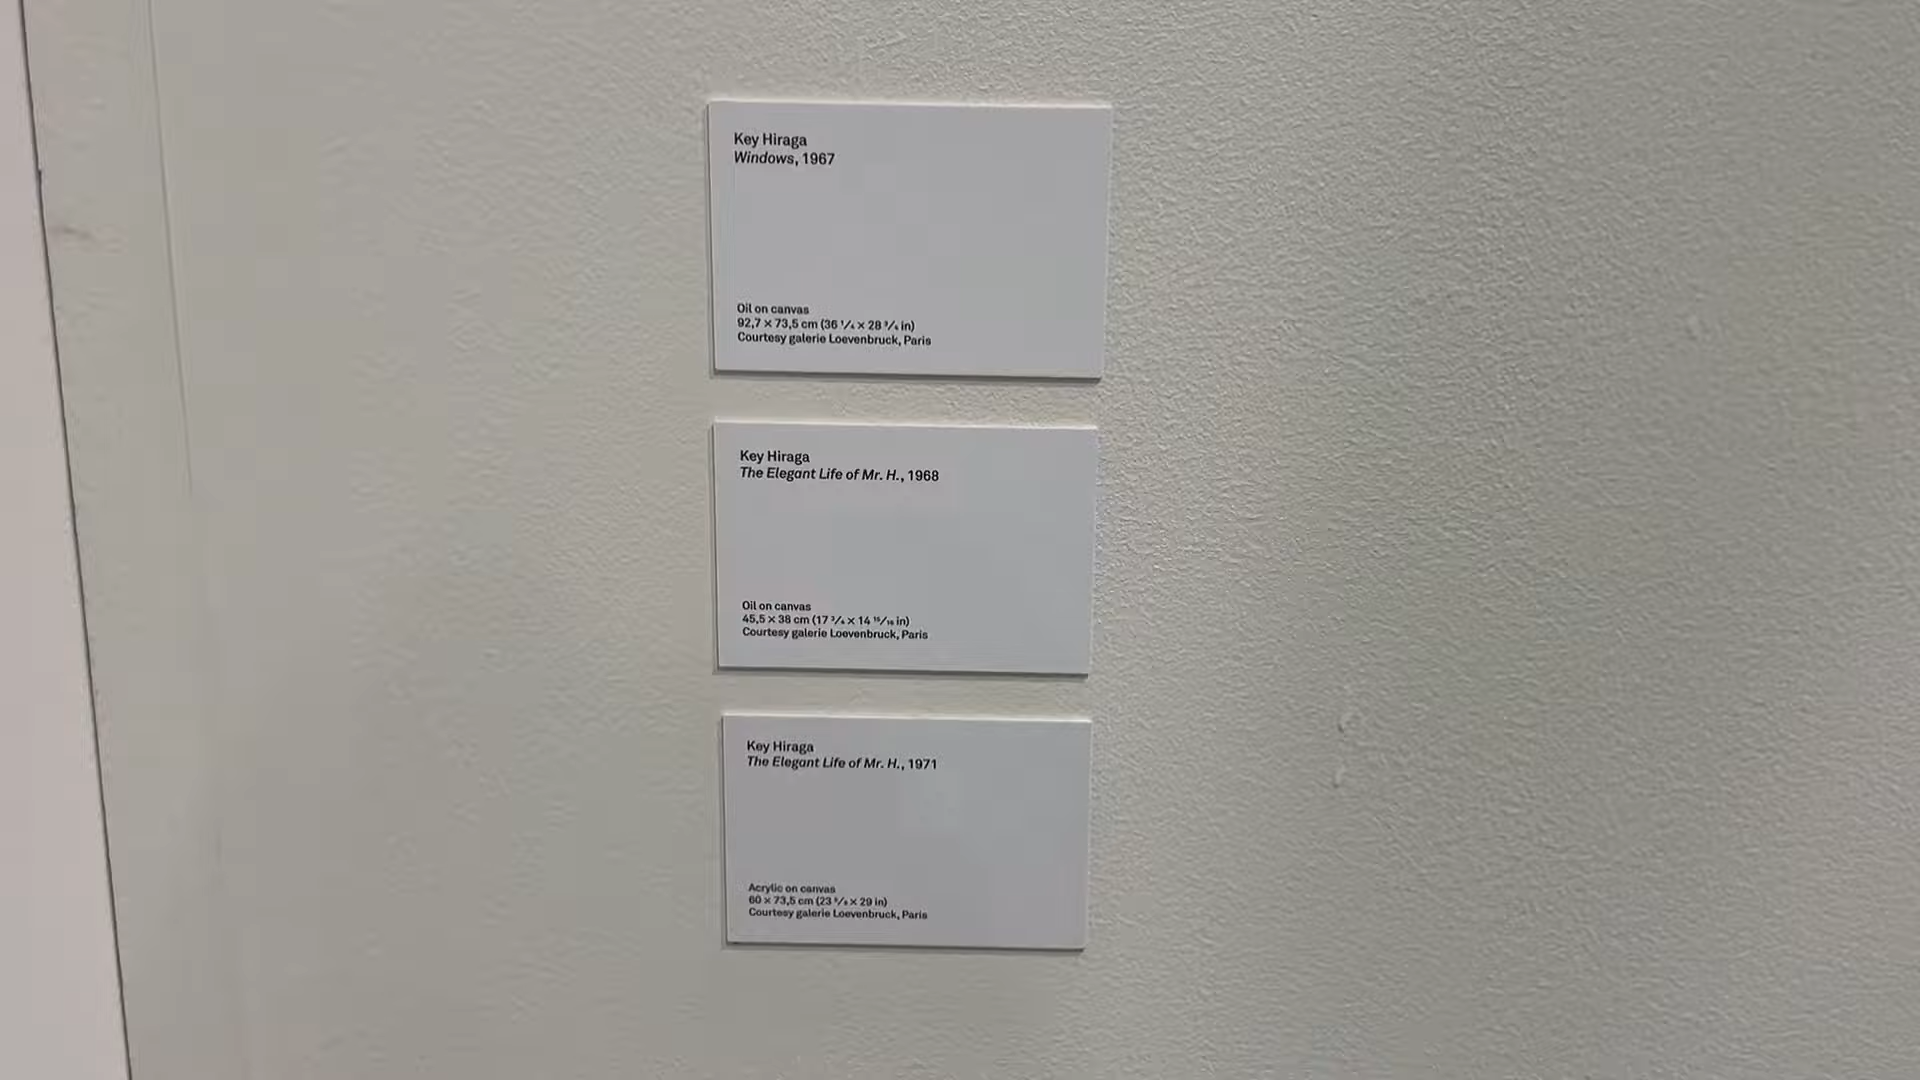 Key Hiraga
Windows, 1967
Oil on canvas
92,7 × 73,5 cm (36 1/4 × 28 3/4 in)
Courtesy galerie Loevenbruck, Paris
Key Hiraga
The Elegant Life of Mr. H., 1968
Oil on canvas
45,5 × 38 cm (17 3/4 × 14 15/16 in)
Courtesy galerie Loevenbruck, Paris
Key Hiraga
The Elegant Life of Mr. H., 1971
Acrylic on canvas
60 × 73,5 cm (23 5/8 × 29 in)
Courtesy galerie Loevenbruck, Paris